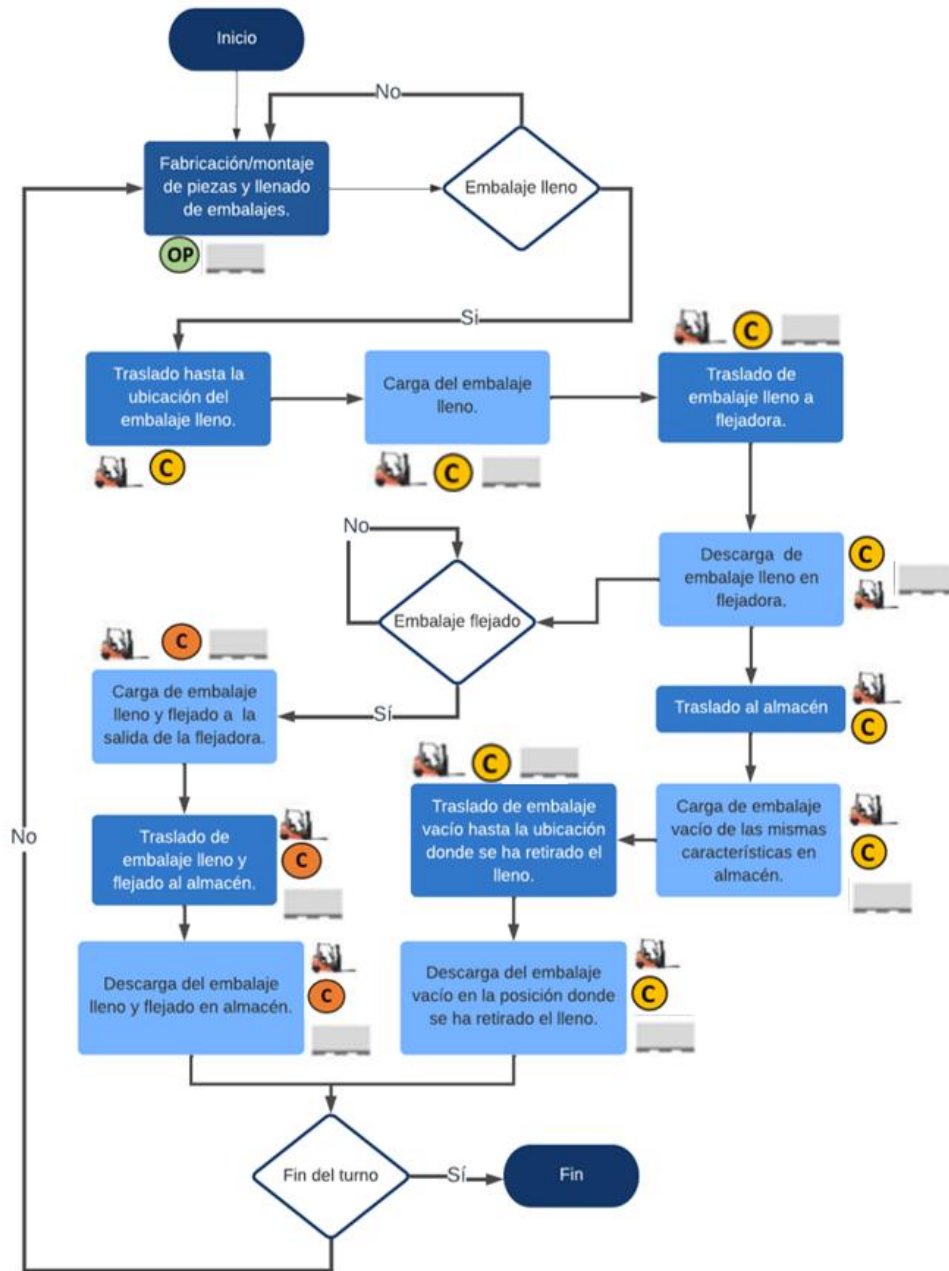 Inicio
No
Fabricación/montaje
de piezas y llenado
de embalajes.
Embalaje lleno
OP
Si
C
Traslado hasta la
ubicación del
embalaje lleno.
Carga del embalaje
lleno.
Traslado de
embalaje lleno a
flejadora.
C
C
No
Embalaje flejado
Descarga de
embalaje lleno en
flejadora.
C
C
Carga de embalaje
lleno y flejado a la
salida de la flejadora.
Sí
Traslado al almacén
C
C
Traslado de embalaje
vacío hasta la ubicación
donde se ha retirado el
lleno.
Carga de embalaje
vacío de las mismas
características en
almacén.
C
No
Traslado de
embalaje lleno y
flejado al almacén.
C
Descarga del embalaje
lleno y flejado en almacén.
C
Descarga del embalaje
vacío en la posición donde
se ha retirado el lleno.
C
Fin del turno
Sí
Fin